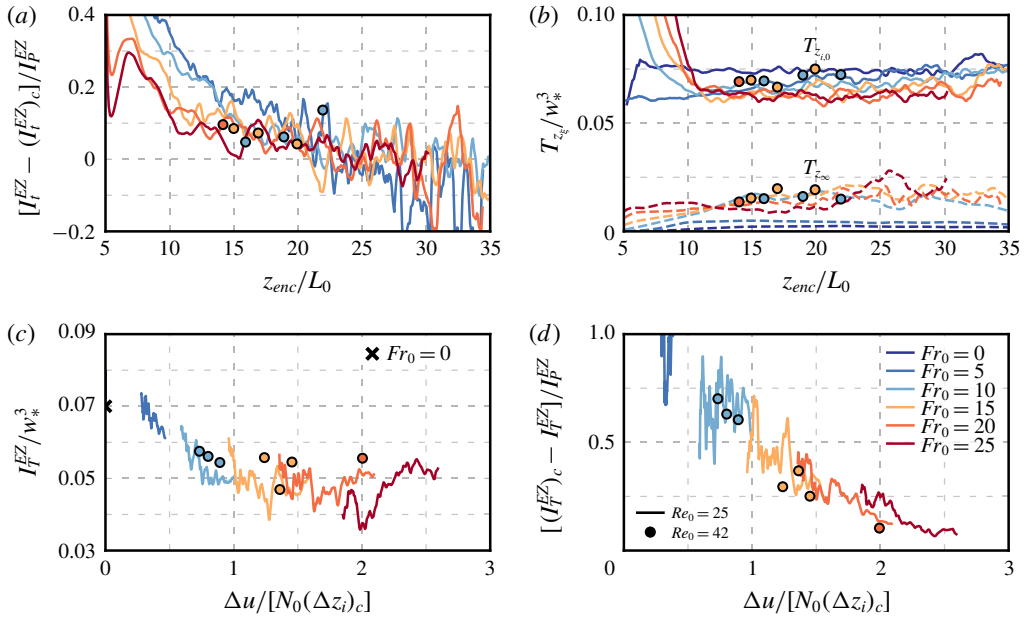 (a)
0.4
0.2
0
−0.2
5 10 15 20 25 30 35
[I_t^{EZ} − (I_t^{EZ})_c]/I_P^{EZ}
z_{enc}/L_0
(b)
0.10
0.05
0
5 10 15 20 25 30 35
T_{z_ξ}/w_*^3
T_{z_{i,0}}
T_{z_∞}
z_{enc}/L_0
(c)
0.09
0.07
0.05
0.03
0 1 2 3
I_T^{EZ}/w_*^3
Fr_0 = 0
Δu/[N_0(Δz_i)_c]
(d)
1.0
0.5
0 1 2 3
[(I_T^{EZ})_c − I_T^{EZ}]/I_P^{EZ}
Fr_0 = 0
Fr_0 = 5
Fr_0 = 10
Fr_0 = 15
Fr_0 = 20
Fr_0 = 25
Re_0 = 25
Re_0 = 42
Δu/[N_0(Δz_i)_c]